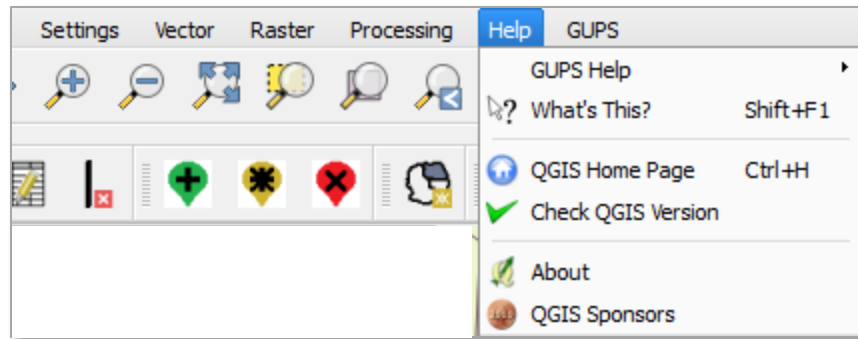 Settings Vector Raster Processing Help GUPS
GUPS Help
What's This? Shift+F1
QGIS Home Page Ctrl+H
Check QGIS Version
About
QGIS Sponsors